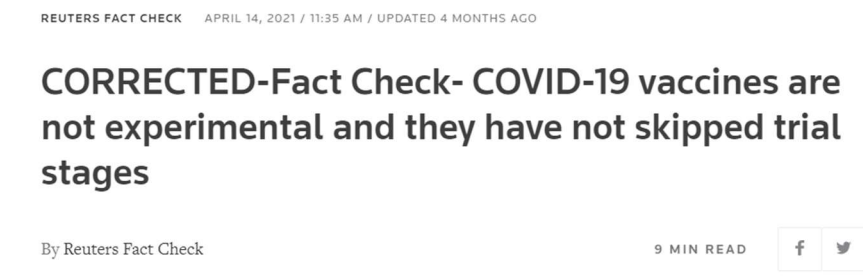 REUTERS FACT CHECK APRIL 14, 2021 / 11:35 AM / UPDATED 4 MONTHS AGO
CORRECTED-Fact Check- COVID-19 vaccines are
not experimental and they have not skipped trial
stages
By Reuters Fact Check 9 MIN READ